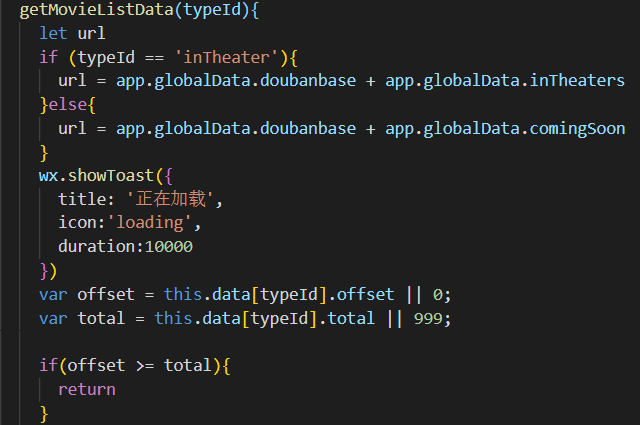 getMovieListData(typeId){
let url
if (typeId == 'inTheater'){
url = app.globalData.doubanbase + app.globalData.inTheaters
}else{
url = app.globalData.doubanbase + app.globalData.comingSoon
}
wx.showToast({
title: '正在加载',
icon:'loading',
duration:10000
})
var offset = this.data[typeId].offset || 0;
var total = this.data[typeId].total || 999;
if(offset >= total){
return
}